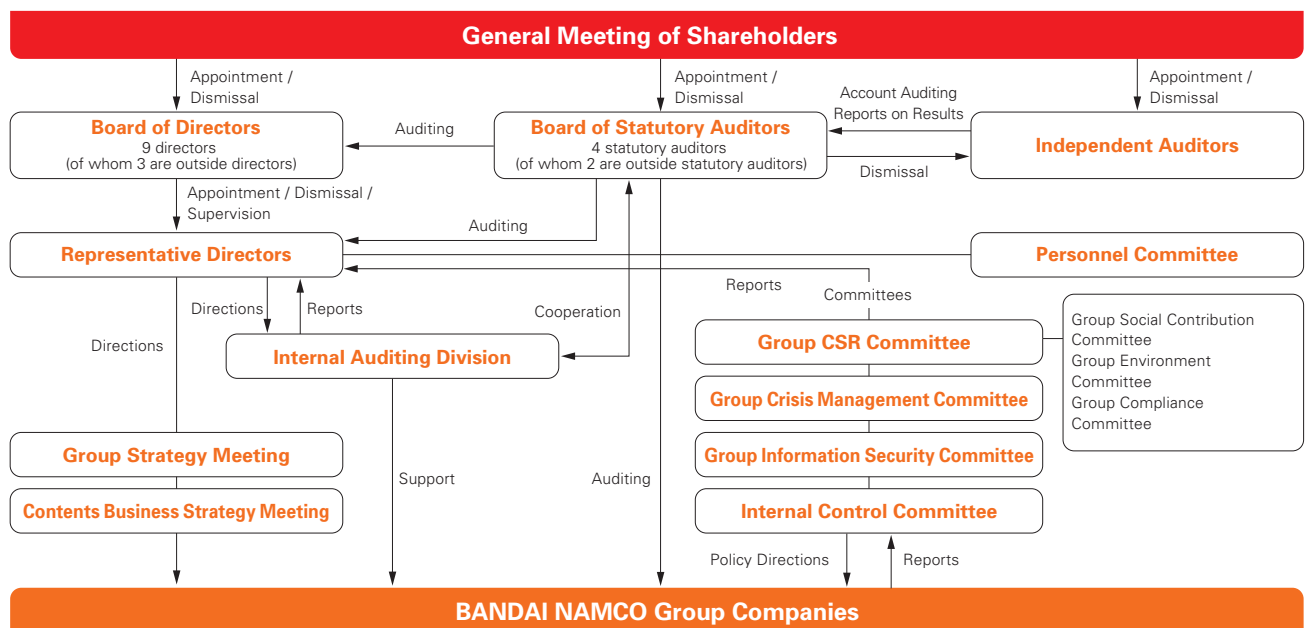 General Meeting of Shareholders
Appointment /
Dismissal
Appointment /
Dismissal
Appointment /
Dismissal
Board of Directors
9 directors
(of whom 3 are outside directors)
Auditing
Board of Statutory Auditors
4 statutory auditors
(of whom 2 are outside statutory auditors)
Account Auditing
Reports on Results
Dismissal
Independent Auditors
Appointment / Dismissal /
Supervision
Auditing
Representative Directors
Personnel Committee
Reports
Committees
Directions
Reports
Cooperation
Directions
Internal Auditing Division
Group CSR Committee
Group Social Contribution
Committee
Group Environment
Committee
Group Compliance
Committee
Group Crisis Management Committee
Group Strategy Meeting
Group Information Security Committee
Support
Auditing
Contents Business Strategy Meeting
Internal Control Committee
Policy Directions
Reports
BANDAI NAMCO Group Companies